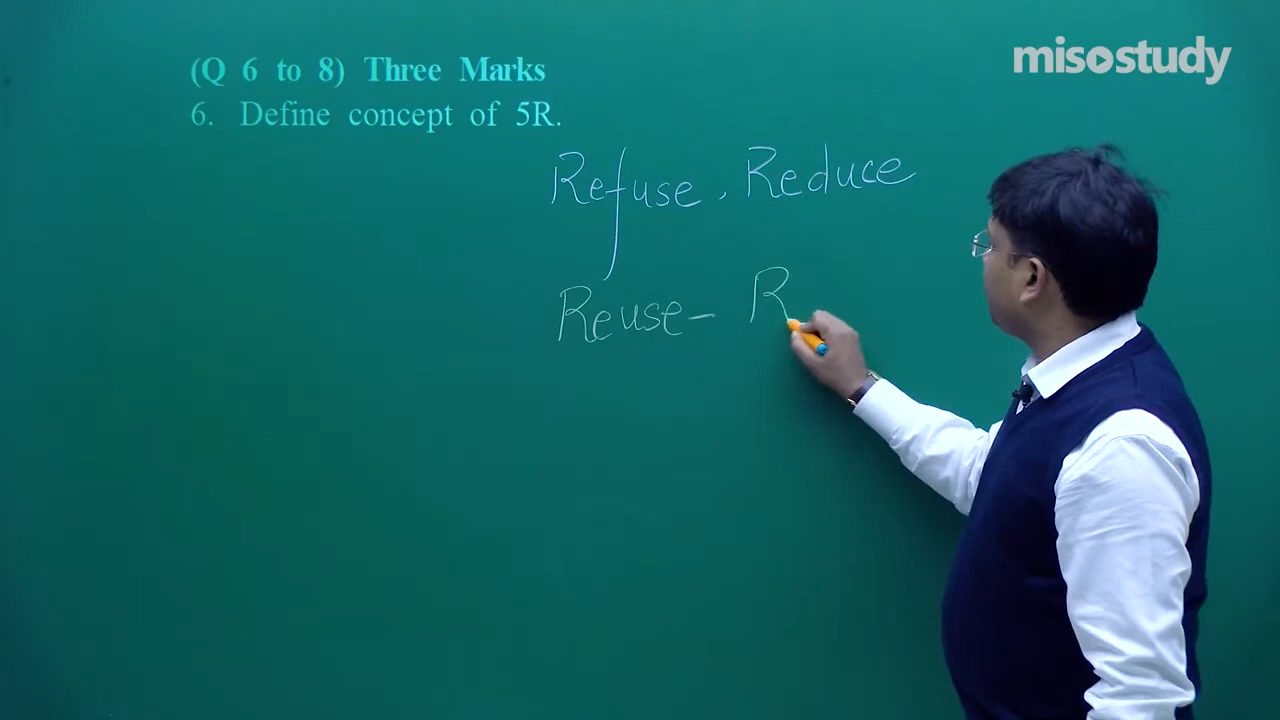 misostudy
(Q 6 to 8) Three Marks
6. Define concept of 5R.
Refuse, Reduce
Reuse - R